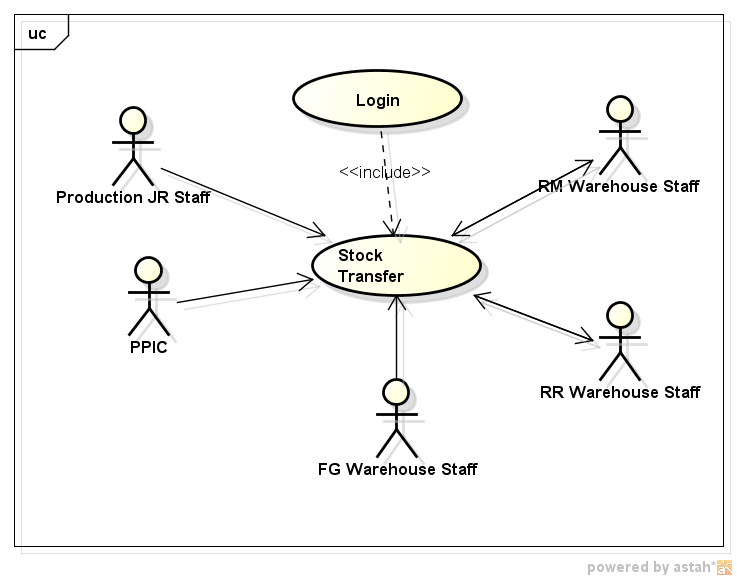 uc
Login
<<include>>
Production JR Staff
RM Warehouse Staff
Stock
Transfer
PPIC
RR Warehouse Staff
FG Warehouse Staff
powered by astah*